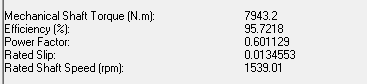 Mechanical Shaft Torque (N.m): 7943.2
Efficiency (%): 95.7218
Power Factor: 0.601129
Rated Slip: 0.0134553
Rated Shaft Speed (rpm): 1539.01